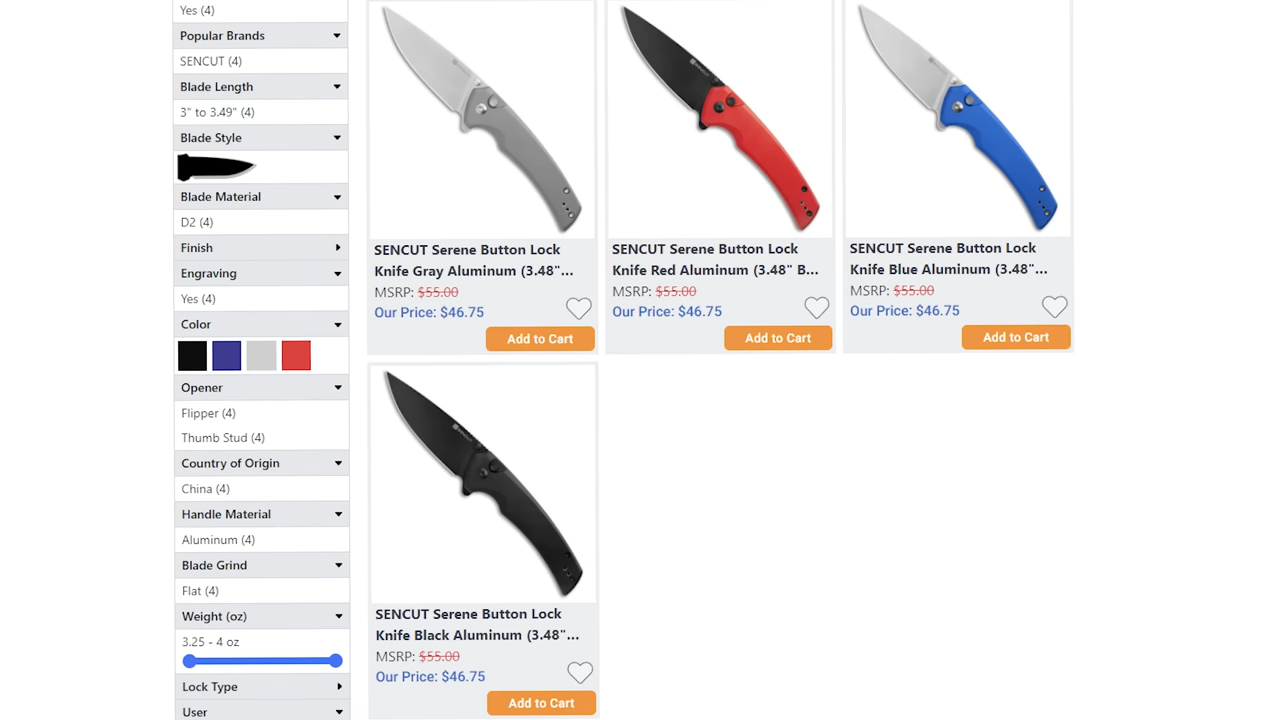 Yes (4)
Popular Brands
SENCUT (4)
Blade Length
3" to 3.49" (4)
Blade Style
Blade Material
D2 (4)
Finish
Engraving
Yes (4)
Color
Opener
Flipper (4)
Thumb Stud (4)
Country of Origin
China (4)
Handle Material
Aluminum (4)
Blade Grind
Flat (4)
Weight (oz)
3.25 - 4 oz
Lock Type
User
SENCUT Serene Button Lock
Knife Gray Aluminum (3.48"...
MSRP: $55.00
Our Price: $46.75
Add to Cart
SENCUT Serene Button Lock
Knife Red Aluminum (3.48" B...
MSRP: $55.00
Our Price: $46.75
Add to Cart
SENCUT Serene Button Lock
Knife Blue Aluminum (3.48"...
MSRP: $55.00
Our Price: $46.75
Add to Cart
SENCUT
SENCUT Serene Button Lock
Knife Black Aluminum (3.48"...
MSRP: $55.00
Our Price: $46.75
Add to Cart